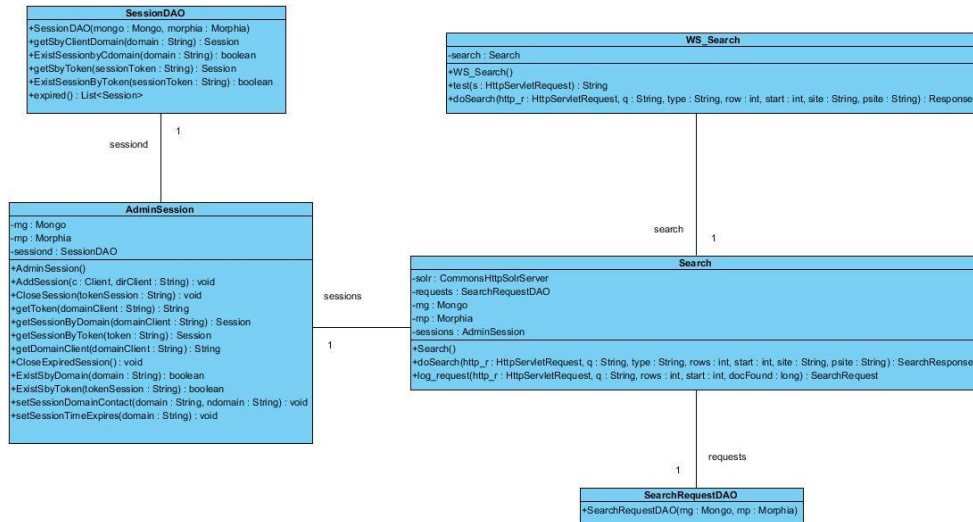 SessionDAO
+SessionDAO(mongo : Mongo, morphia : Morphia)
+getSbyClientDomain(domain : String) : Session
+ExistSessionbyCdomain(domain : String) : boolean
+getSbyToken(sessionToken : String) : Session
+ExistSessionByToken(sessionToken : String) : boolean
+expired() : List<Session>
1
sessiond
WS_Search
-search : Search
+WS_Search()
+test(s : HttpServletRequest) : String
+doSearch(http_r : HttpServletRequest, q : String, type : String, row : int, start : int, site : String, psite : String) : Response
search
1
AdminSession
-mg : Mongo
-mp : Morphia
-sessiond : SessionDAO
+AdminSession()
+AddSession(c : Client, dirClient : String) : void
+CloseSession(tokenSession : String) : void
+getToken(domainClient : String) : String
+getSessionByDomain(domainClient : String) : Session
+getSessionByToken(token : String) : Session
+getDomainClient(domainClient : String) : String
+CloseExpiredSession() : void
+ExistSbyDomain(domain : String) : boolean
+ExistSbyToken(tokenSession : String) : boolean
+setSessionDomainContact(domain : String, ndomain : String) : void
+setSessionTimeExpires(domain : String) : void
sessions
1
Search
-solr : CommonsHttpSolrServer
-requests : SearchRequestDAO
-mg : Mongo
-mp : Morphia
-sessions : AdminSession
+Search()
+doSearch(http_r : HttpServletRequest, q : String, type : String, rows : int, start : int, site : String, psite : String) : SearchResponse
+log_request(http_r : HttpServletRequest, q : String, rows : int, start : int, docFound : long) : SearchRequest
requests
1
SearchRequestDAO
+SearchRequestDAO(mg : Mongo, mp : Morphia)